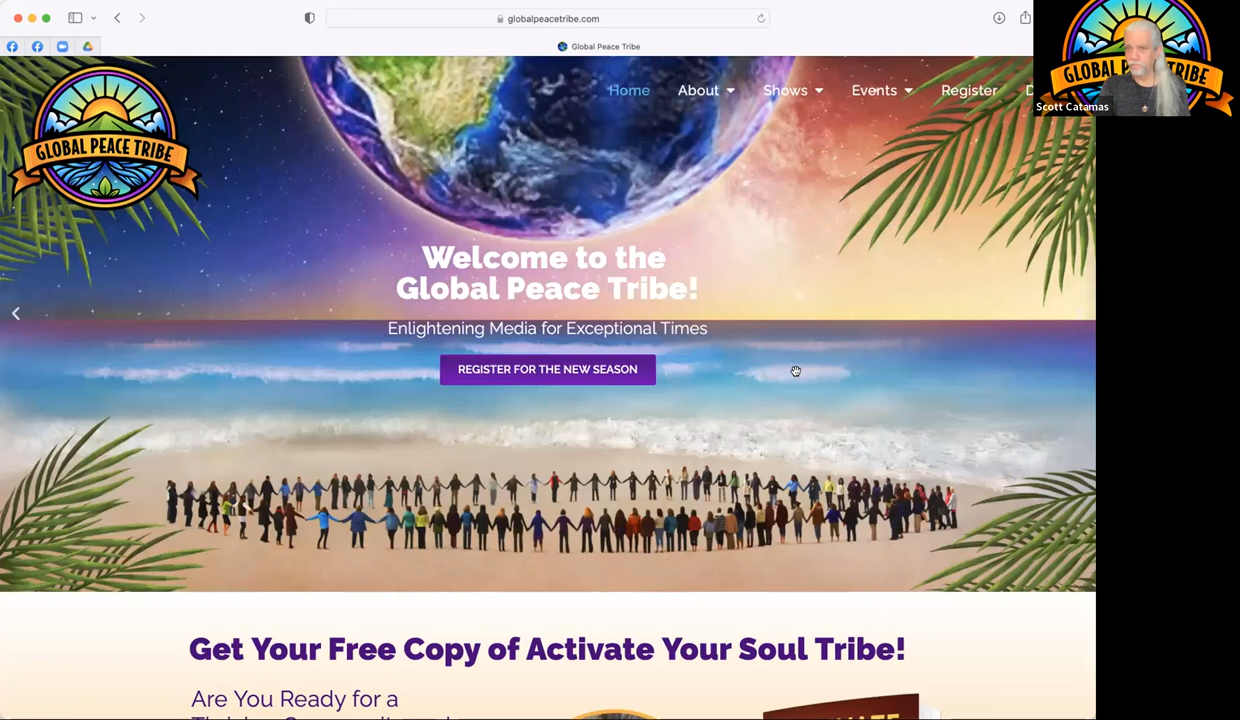 globalpeacetribe.com
Global Peace Tribe
Home
About
Shows
Events
Register
GLOBAL PEACE TRIBE
Scott Catamas
GLOBAL PEACE TRIBE
Welcome to the
Global Peace Tribe!
Enlightening Media for Exceptional Times
REGISTER FOR THE NEW SEASON
Get Your Free Copy of Activate Your Soul Tribe!
Are You Ready for a